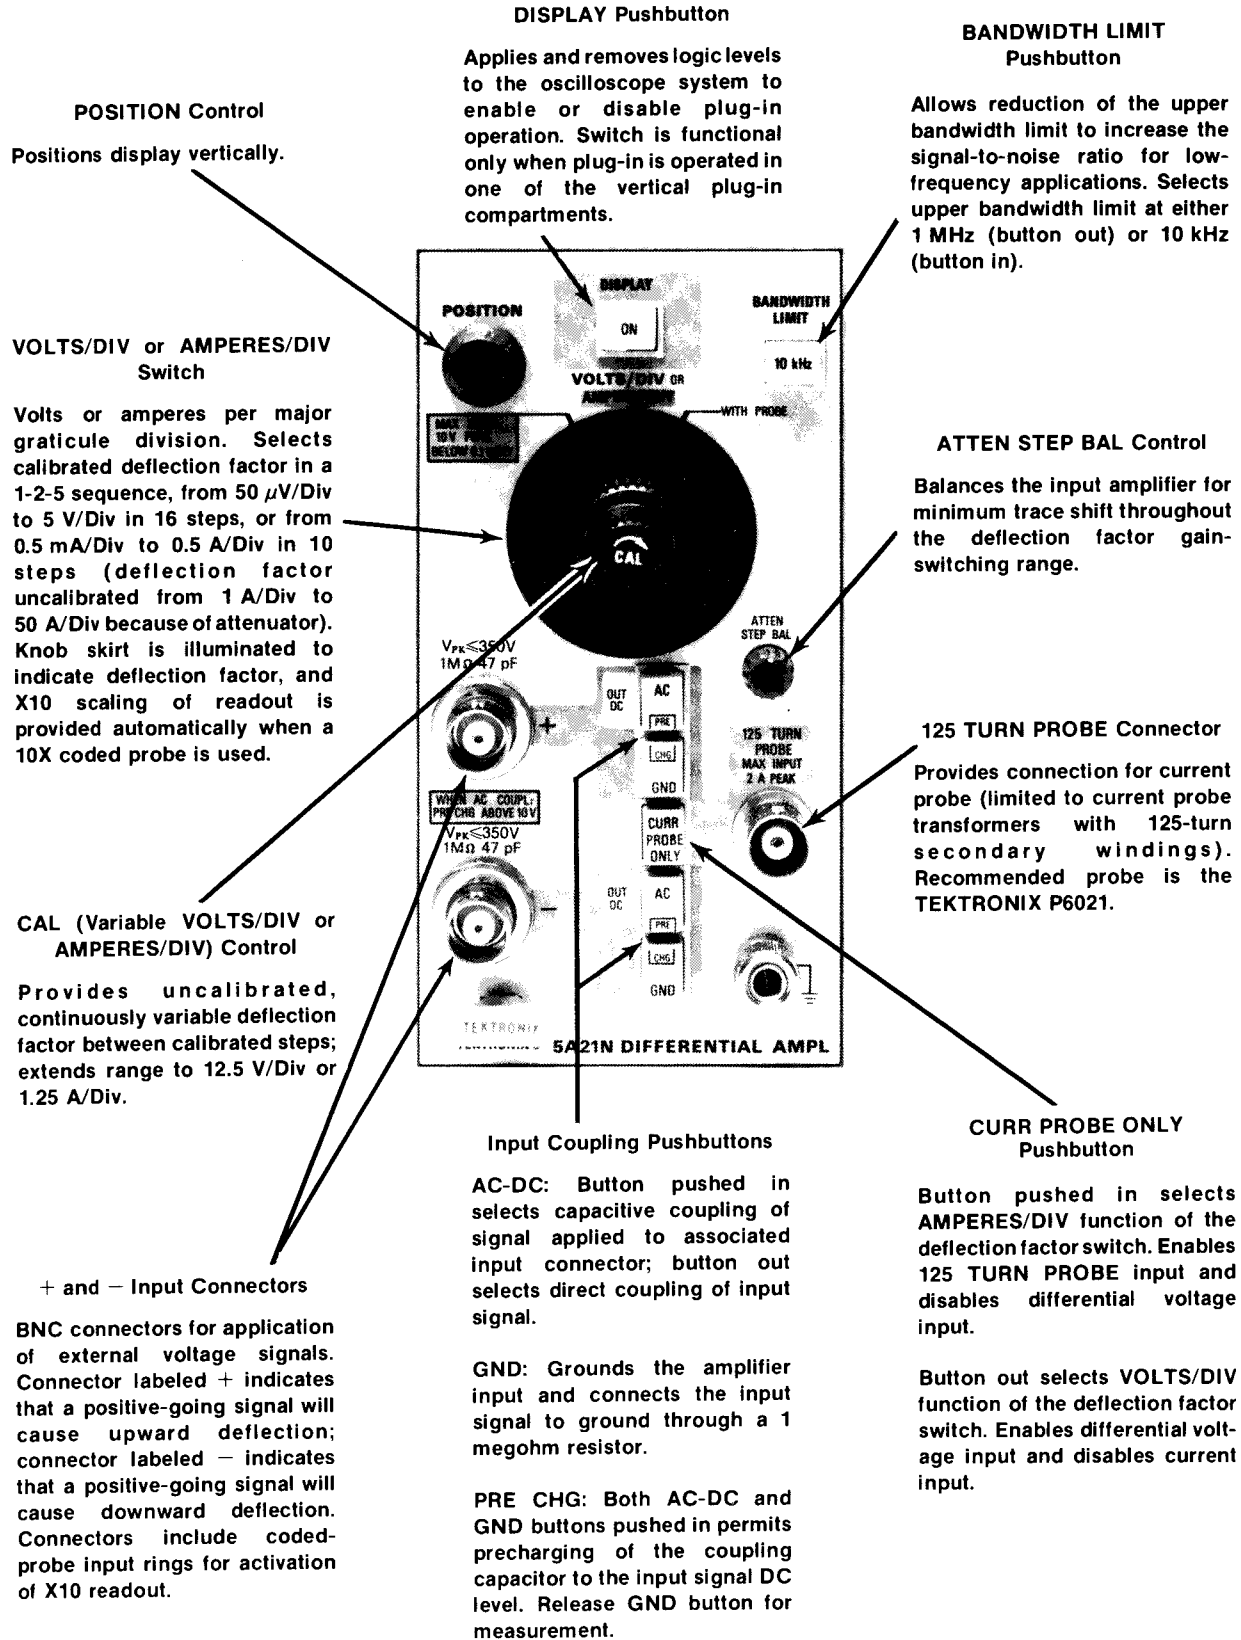 DISPLAY Pushbutton
Applies and removes logic levels
to the oscilloscope system to
enable or disable plug-in
operation. Switch is functional
only when plug-in is operated in
one of the vertical plug-in
compartments.
BANDWIDTH LIMIT
Pushbutton
Allows reduction of the upper
bandwidth limit to increase the
signal-to-noise ratio for low-
frequency applications. Selects
upper bandwidth limit at either
1 MHz (button out) or 10 kHz
(button in).
POSITION Control
Positions display vertically.
VOLTS/DIV or AMPERES/DIV
Switch
Volts or amperes per major
graticule division. Selects
calibrated deflection factor in a
1-2-5 sequence, from 50 μV/Div
to 5 V/Div in 16 steps, or from
0.5 mA/Div to 0.5 A/Div in 10
steps (deflection factor
uncalibrated from 1 A/Div to
50 A/Div because of attenuator).
Knob skirt is illuminated to
indicate deflection factor, and
X10 scaling of readout is
provided automatically when a
10X coded probe is used.
CAL (Variable VOLTS/DIV or
AMPERES/DIV) Control
Provides uncalibrated,
continuously variable deflection
factor between calibrated steps;
extends range to 12.5 V/Div or
1.25 A/Div.
+ and − Input Connectors
BNC connectors for application
of external voltage signals.
Connector labeled + indicates
that a positive-going signal will
cause upward deflection;
connector labeled − indicates
that a positive-going signal will
cause downward deflection.
Connectors include coded-
probe input rings for activation
of X10 readout.
DISPLAY
POSITION
ON
BANDWIDTH
LIMIT
10 kHz
VOLTS/DIV OR
WITH PROBE
MAX
10 V
BELOW
CAL
ATTEN
STEP BAL
VPK≤350V
1MΩ 47 pF
+
OUT
DC
AC
PRE
CHG
GND
125 TURN
PROBE
MAX INPUT
2 A PEAK
WHEN AC COUPL:
PRE CHG ABOVE 10 V
CURR
PROBE
ONLY
VPK≤350V
1MΩ 47 pF
−
OUT
DC
AC
PRE
CHG
GND
TEKTRONIX
5A21N DIFFERENTIAL AMPL
Input Coupling Pushbuttons
AC-DC: Button pushed in
selects capacitive coupling of
signal applied to associated
input connector; button out
selects direct coupling of input
signal.
GND: Grounds the amplifier
input and connects the input
signal to ground through a 1
megohm resistor.
PRE CHG: Both AC-DC and
GND buttons pushed in permits
precharging of the coupling
capacitor to the input signal DC
level. Release GND button for
measurement.
ATTEN STEP BAL Control
Balances the input amplifier for
minimum trace shift throughout
the deflection factor gain-
switching range.
125 TURN PROBE Connector
Provides connection for current
probe (limited to current probe
transformers with 125-turn
secondary windings).
Recommended probe is the
TEKTRONIX P6021.
CURR PROBE ONLY
Pushbutton
Button pushed in selects
AMPERES/DIV function of the
deflection factor switch. Enables
125 TURN PROBE input and
disables differential voltage
input.
Button out selects VOLTS/DIV
function of the deflection factor
switch. Enables differential volt-
age input and disables current
input.